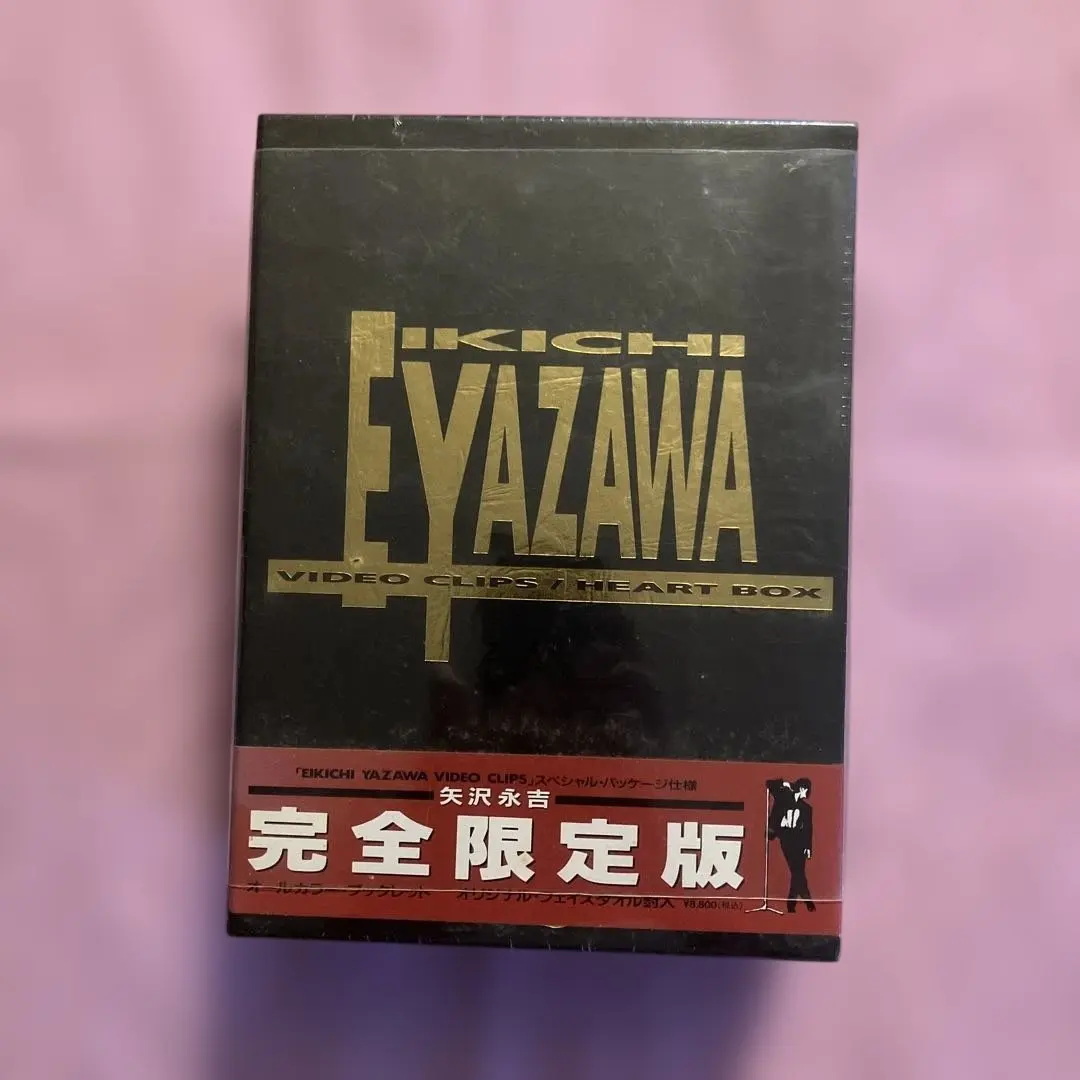 EIKICHI
YAZAWA
VIDEO CLIPS / HEART BOX
「EIKICHI YAZAWA VIDEO CLIPS」スペシャル・パッケージ仕様
矢沢永吉
完全限定版
オールカラー・ブックレット オリジナル・フェイスタオル封入 ¥8,800(税込)